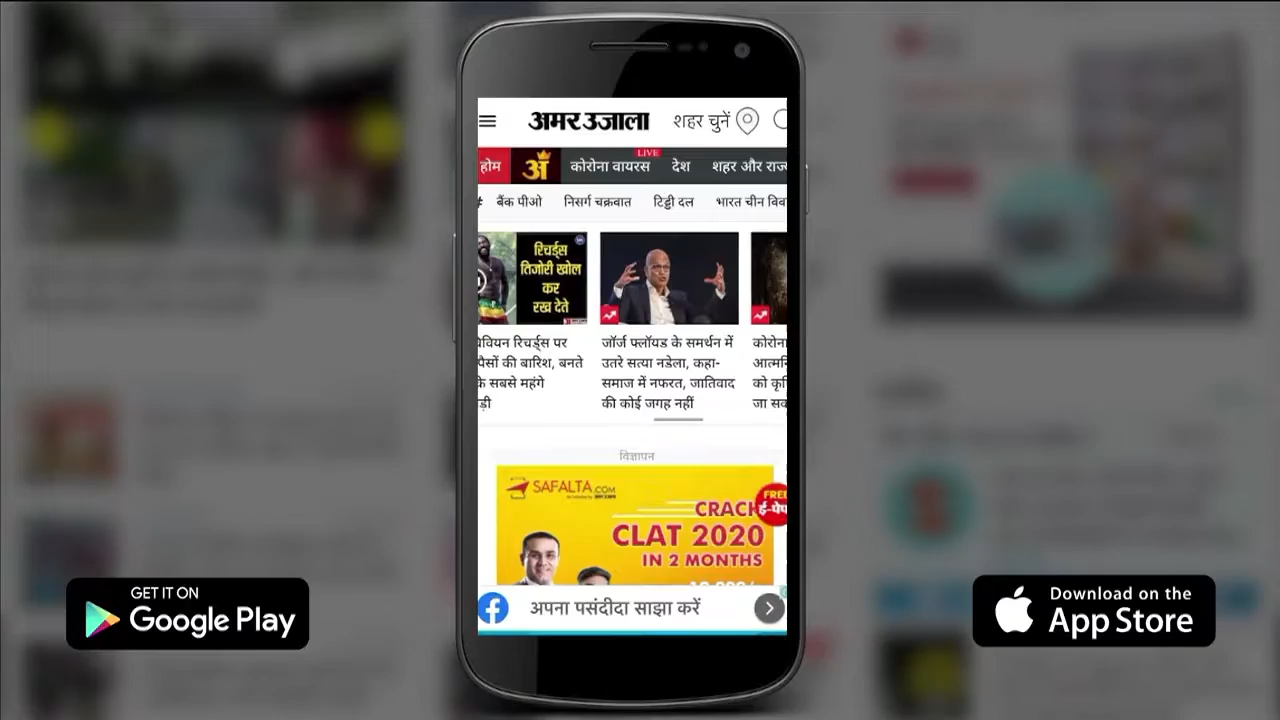 अमर उजाला
शहर चुनें
LIVE
होम
अं
कोरोना वायरस
देश
शहर और राज्य
#
बैंक पीओ
निसर्ग चक्रवात
टिड्डी दल
भारत चीन विवा
रिचर्ड्स
तिजोरी खोल
कर
रख देते
वेवियन रिचर्ड्स पर
पैसों की बारिश, बनते
के सबसे महंगे
ड़ी
जॉर्ज फ्लॉयड के समर्थन में
उतरे सत्या नडेला, कहा-
समाज में नफरत, जातिवाद
की कोई जगह नहीं
कोरोना
आत्मनि
को कृषि
जा सक
विज्ञापन
SAFALTA.COM
FREE
ई-पेप
CRACK
CLAT 2020
IN 2 MONTHS
अपना पसंदीदा साझा करें
GET IT ON
Google Play
Download on the
App Store